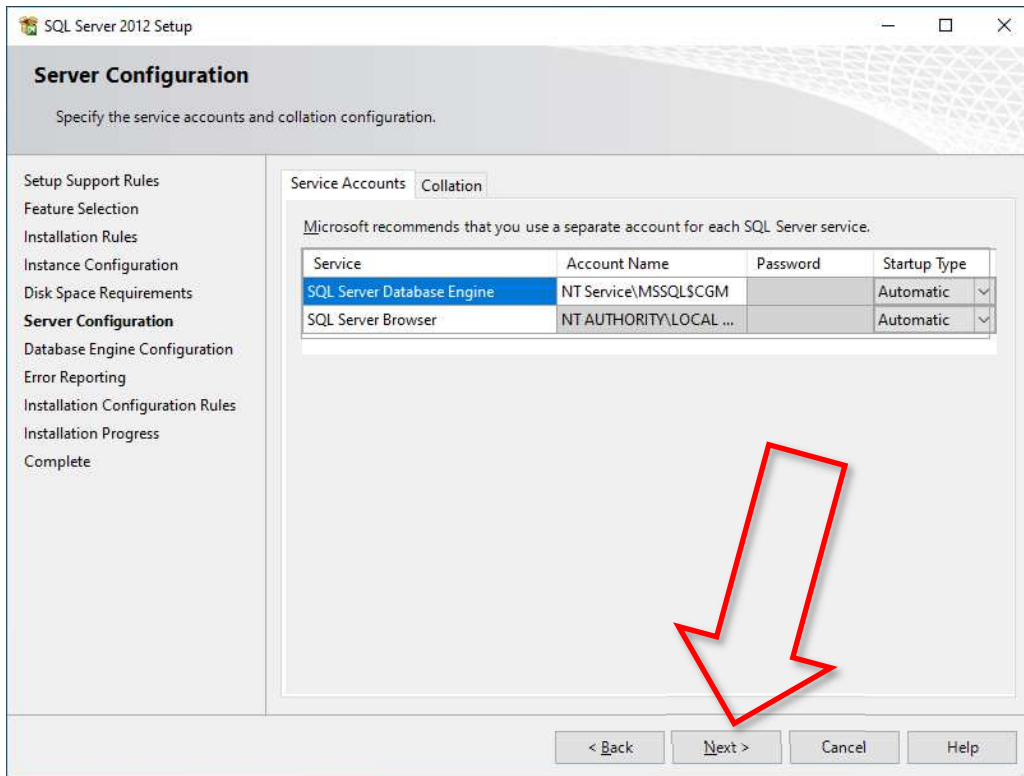 SQL Server 2012 Setup
Server Configuration
Specify the service accounts and collation configuration.
Setup Support Rules
Feature Selection
Installation Rules
Instance Configuration
Disk Space Requirements
Server Configuration
Database Engine Configuration
Error Reporting
Installation Configuration Rules
Installation Progress
Complete
Service Accounts Collation
Microsoft recommends that you use a separate account for each SQL Server service.
Service Account Name Password Startup Type
SQL Server Database Engine NT Service\MSSQL$CGM Automatic
SQL Server Browser NT AUTHORITY\LOCAL ... Automatic
< Back Next > Cancel Help